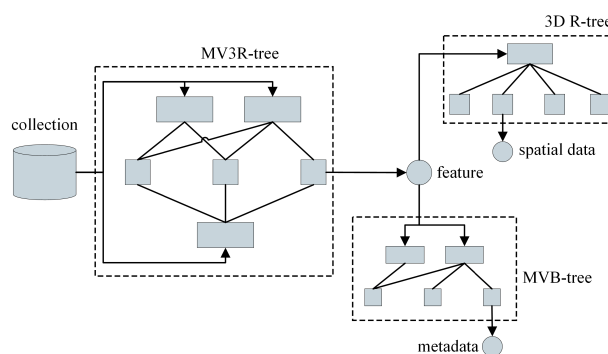 3D R-tree
MV3R-tree
collection
spatial data
feature
MVB-tree
metadata